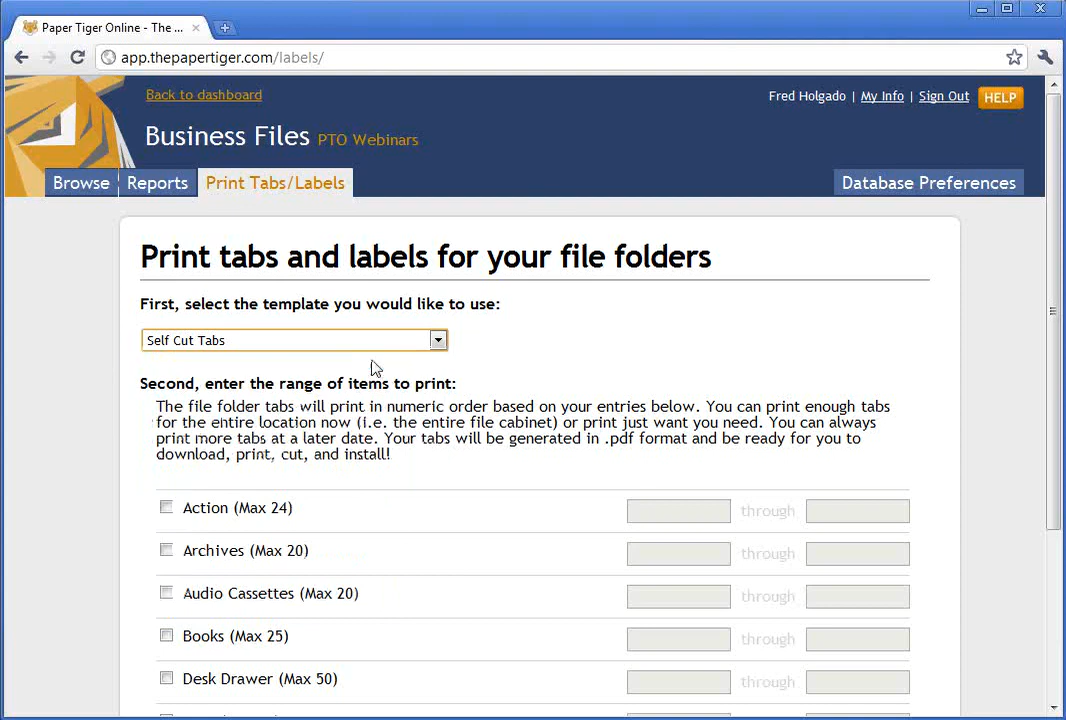 Paper Tiger Online - The ...
app.thepapertiger.com/labels/
Back to dashboard
Fred Holgado | My Info | Sign Out HELP
Business Files PTO Webinars
Browse Reports Print Tabs/Labels Database Preferences
Print tabs and labels for your file folders
First, select the template you would like to use:
Self Cut Tabs
Second, enter the range of items to print:
The file folder tabs will print in numeric order based on your entries below. You can print enough tabs
for the entire location now (i.e. the entire file cabinet) or print just want you need. You can always
print more tabs at a later date. Your tabs will be generated in .pdf format and be ready for you to
download, print, cut, and install!
Action (Max 24) through
Archives (Max 20) through
Audio Cassettes (Max 20) through
Books (Max 25) through
Desk Drawer (Max 50) through